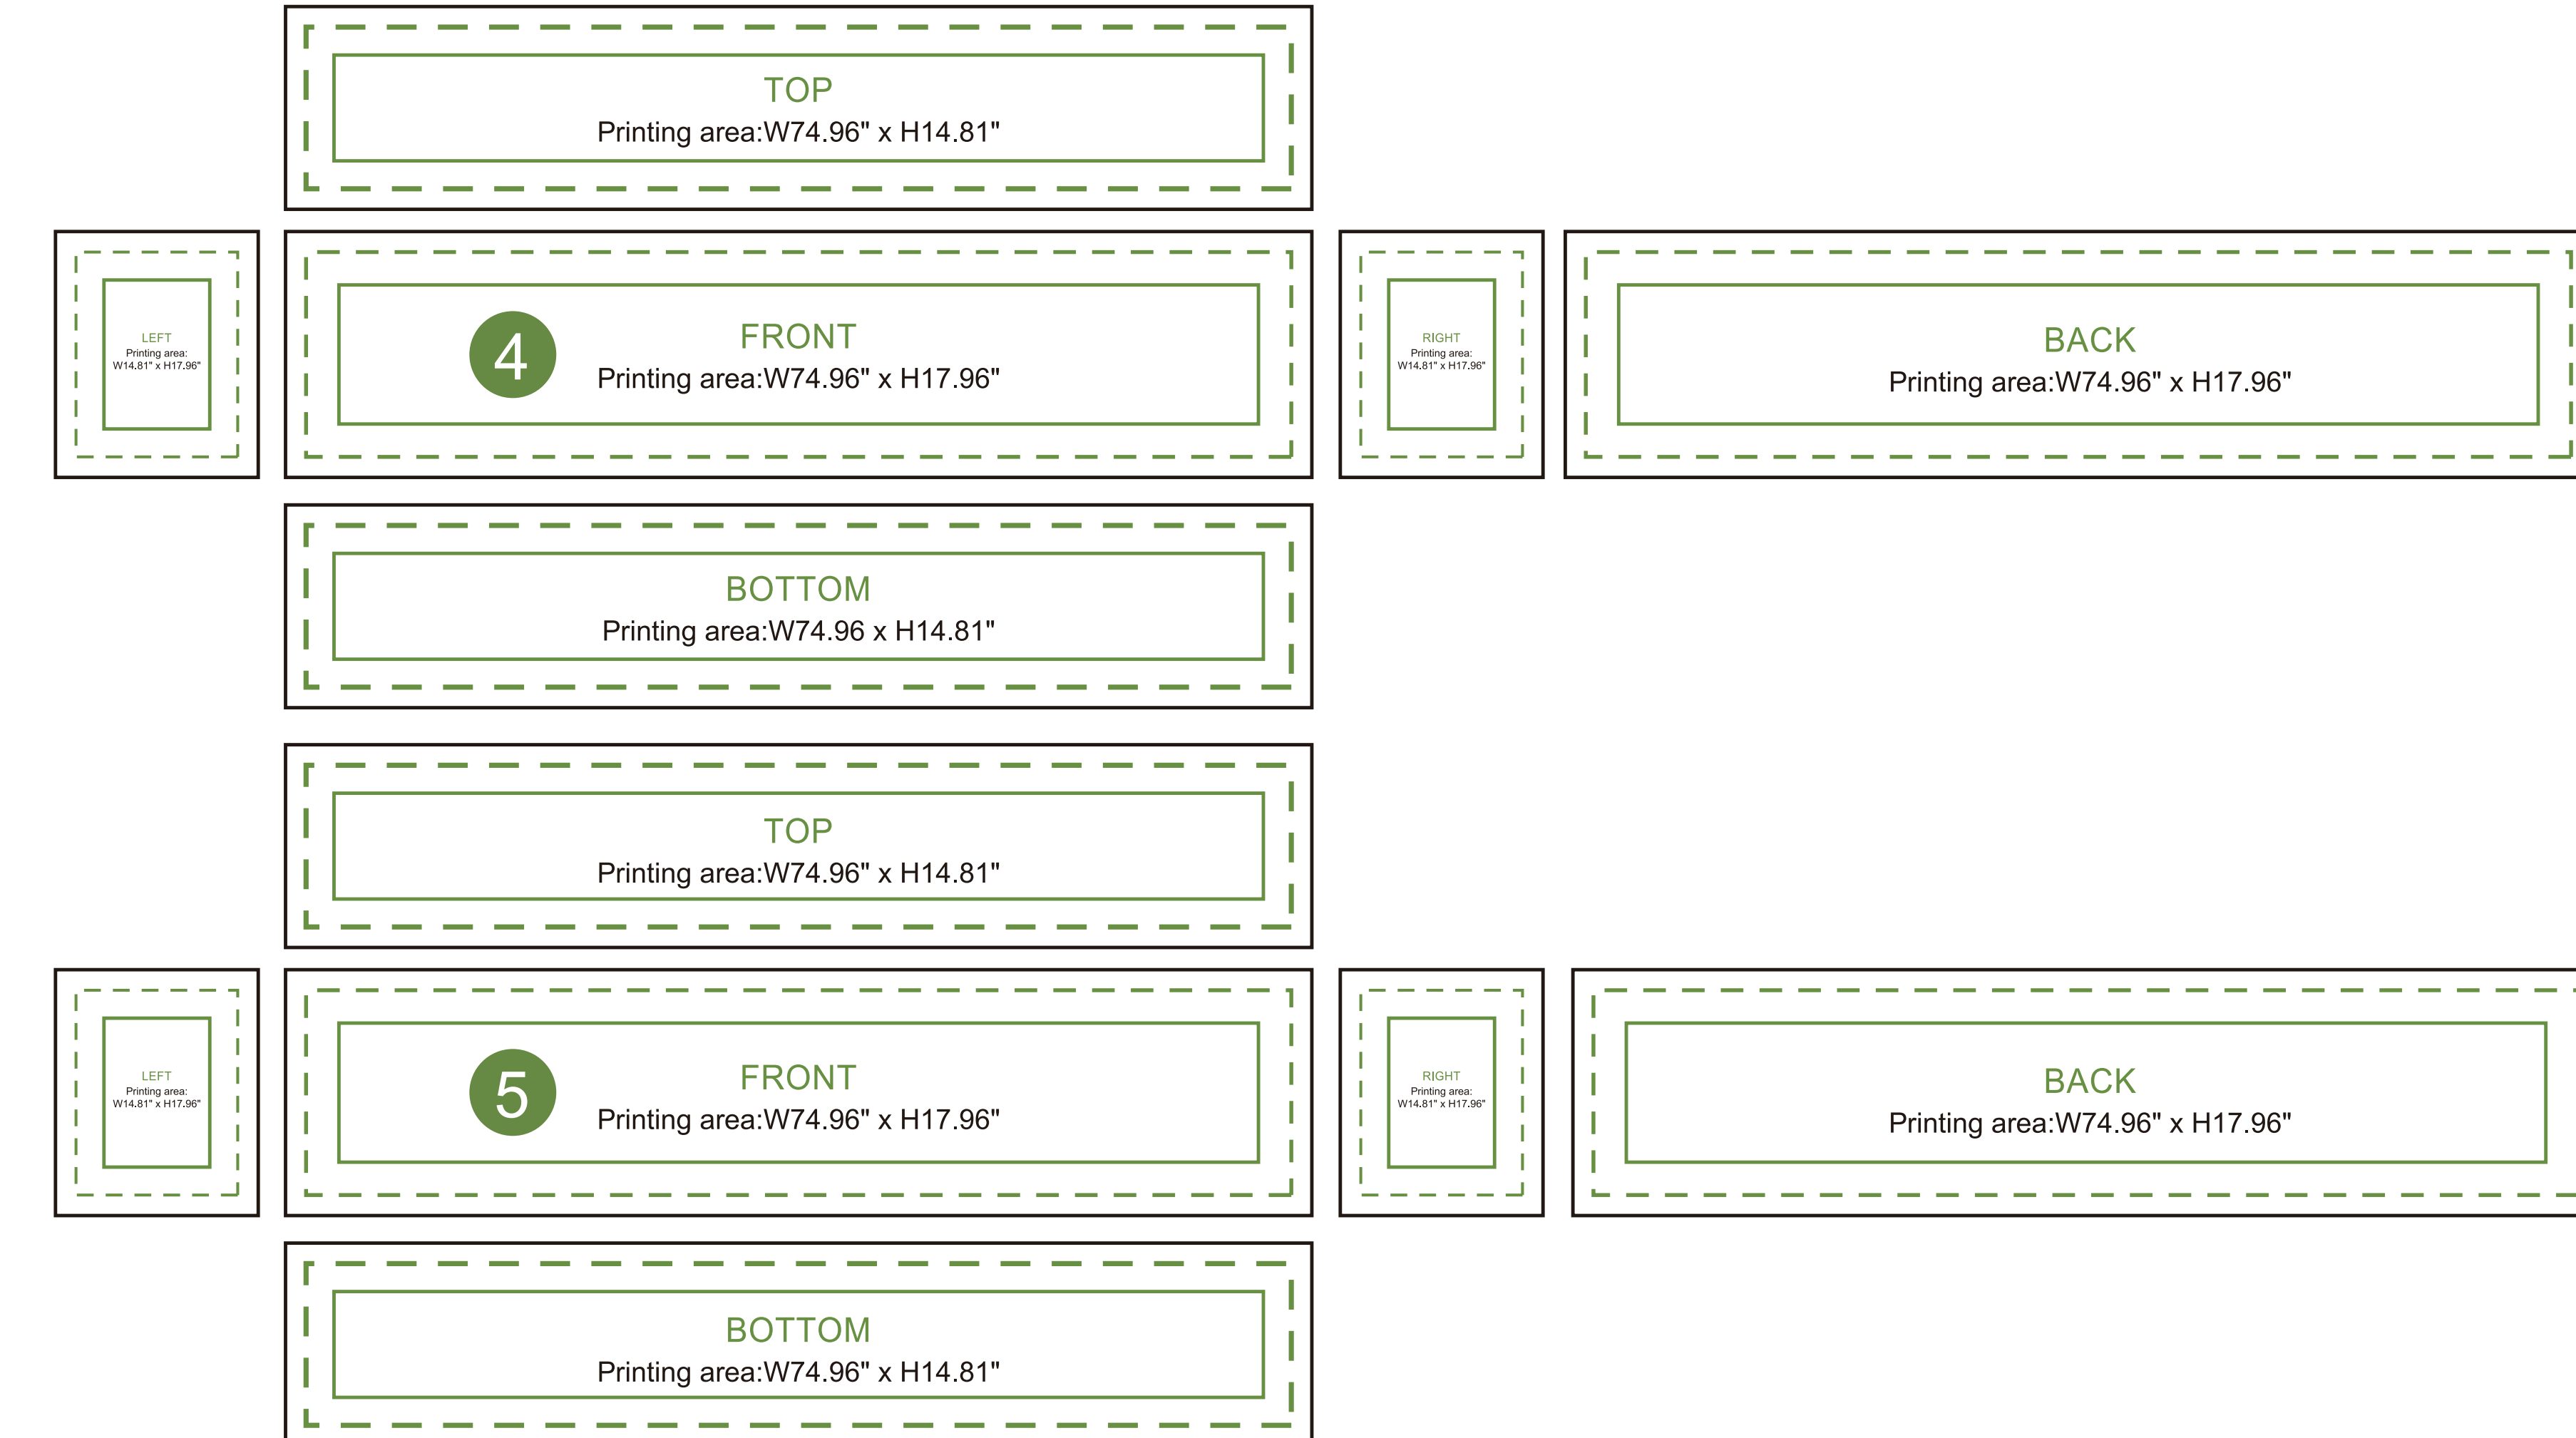 TOP
Printing area:W74.96" x H14.81"
LEFT
Printing area:
W14.81" x H17.96"
4
FRONT
Printing area:W74.96" x H17.96"
RIGHT
Printing area:
W14.81" x H17.96"
BACK
Printing area:W74.96" x H17.96"
BOTTOM
Printing area:W74.96 x H14.81"
TOP
Printing area:W74.96" x H14.81"
LEFT
Printing area:
W14.81" x H17.96"
5
FRONT
Printing area:W74.96" x H17.96"
RIGHT
Printing area:
W14.81" x H17.96"
BACK
Printing area:W74.96" x H17.96"
BOTTOM
Printing area:W74.96" x H14.81"